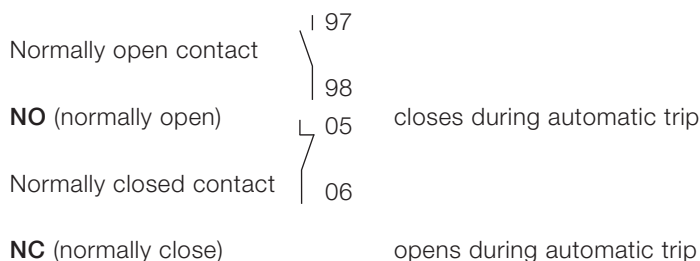 97
Normally open contact
98
NO (normally open) 05 closes during automatic trip
Normally closed contact 06
NC (normally close) opens during automatic trip